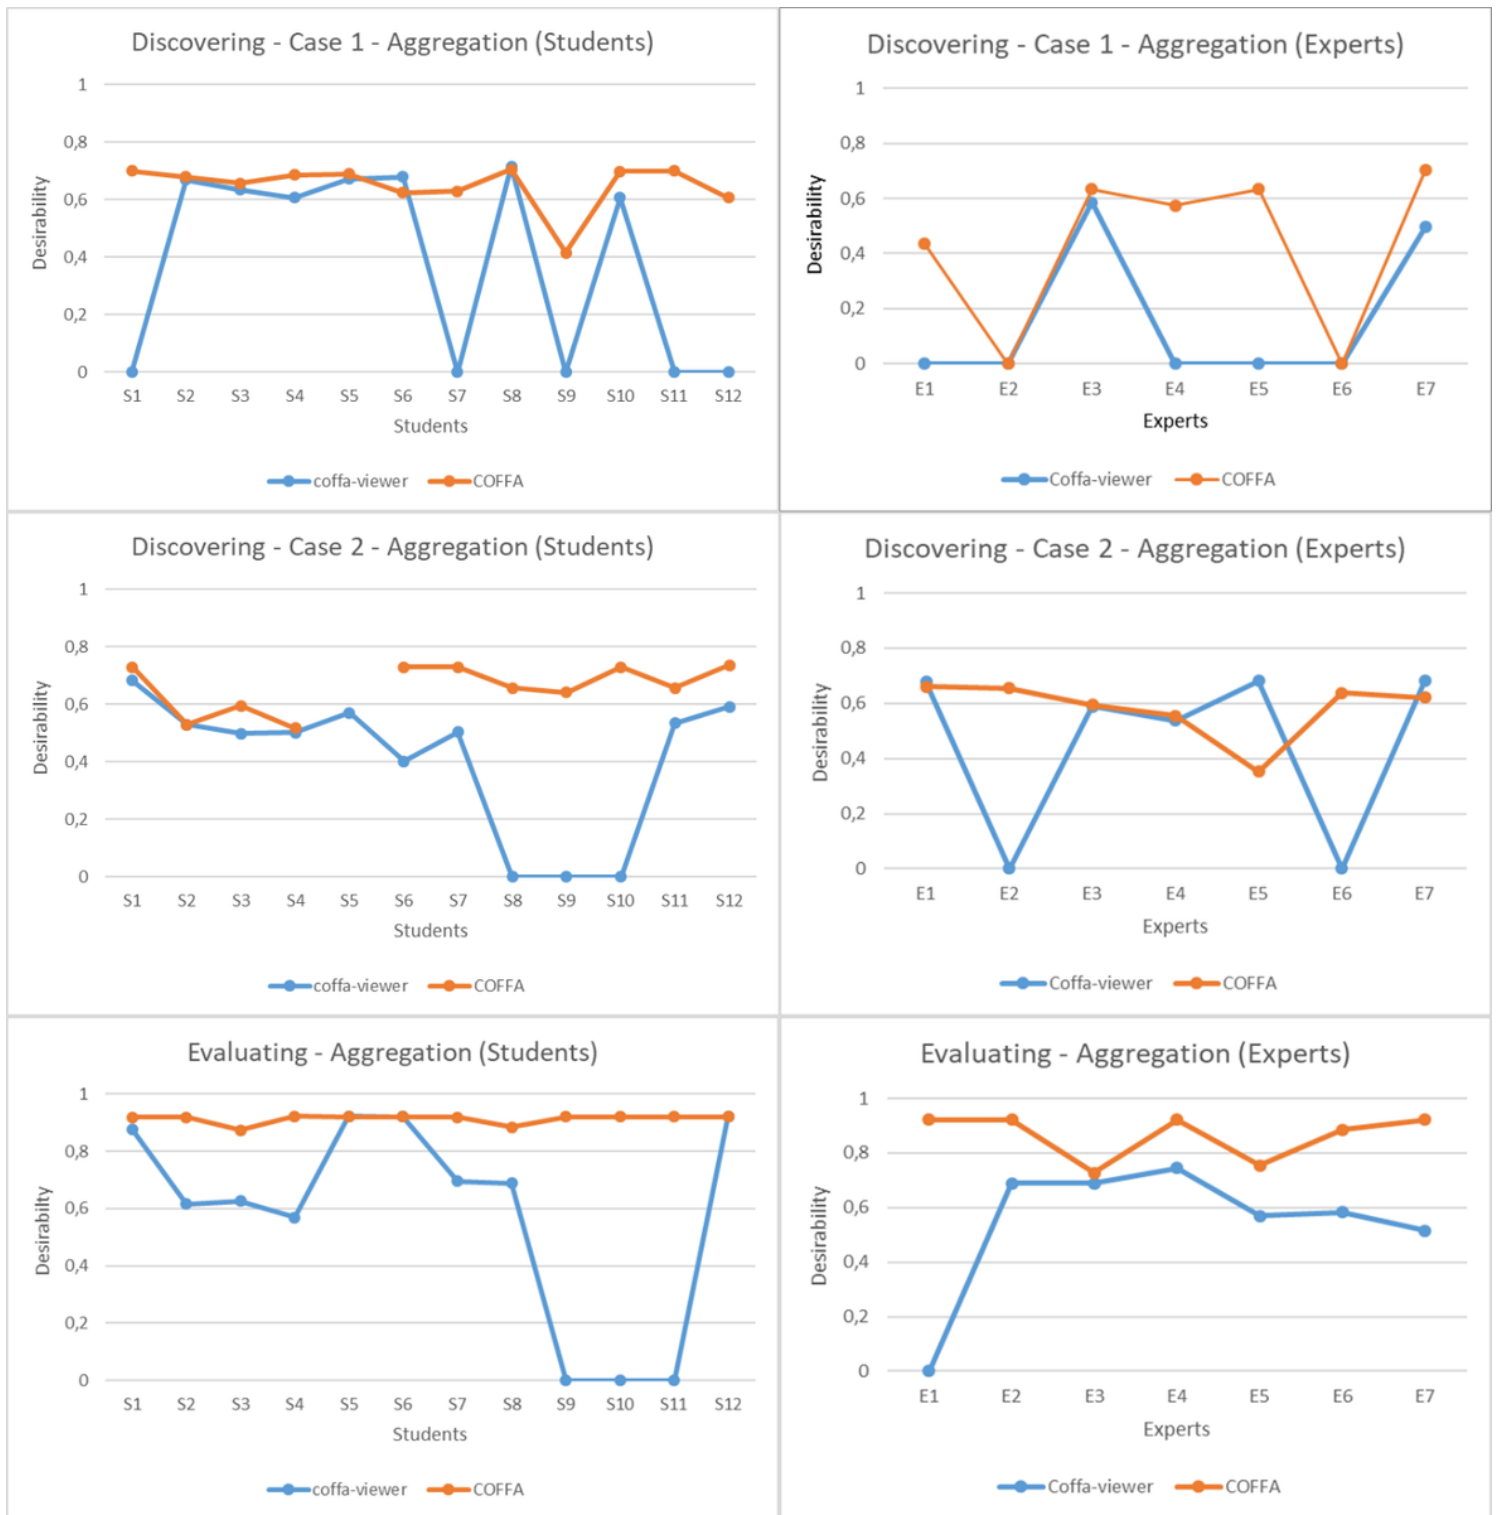 Discovering - Case 1 - Aggregation (Students)
1
0,8
0,6
0,4
0,2
0
Desirability
S1 S2 S3 S4 S5 S6 S7 S8 S9 S10 S11 S12
Students
coffa-viewer COFFA
Discovering - Case 1 - Aggregation (Experts)
1
0,8
0,6
0,4
0,2
0
Desirability
E1 E2 E3 E4 E5 E6 E7
Experts
Coffa-viewer COFFA
Discovering - Case 2 - Aggregation (Students)
1
0,8
0,6
0,4
0,2
0
Desirability
S1 S2 S3 S4 S5 S6 S7 S8 S9 S10 S11 S12
Students
coffa-viewer COFFA
Discovering - Case 2 - Aggregation (Experts)
1
0,8
0,6
0,4
0,2
0
Desirability
E1 E2 E3 E4 E5 E6 E7
Experts
Coffa-viewer COFFA
Evaluating - Aggregation (Students)
1
0,8
0,6
0,4
0,2
0
Desirabilty
S1 S2 S3 S4 S5 S6 S7 S8 S9 S10 S11 S12
Students
coffa-viewer COFFA
Evaluating - Aggregation (Experts)
1
0,8
0,6
0,4
0,2
0
Desirability
E1 E2 E3 E4 E5 E6 E7
Experts
Coffa-viewer COFFA